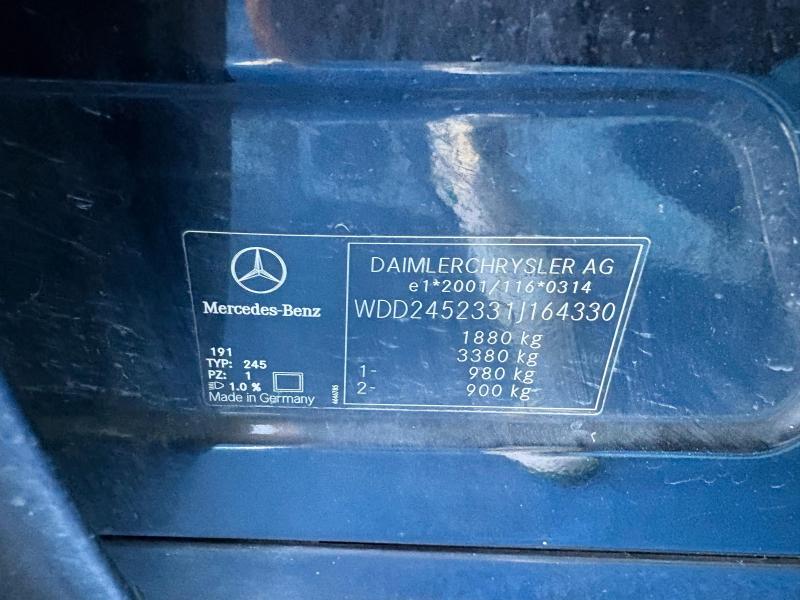 Mercedes-Benz
191
TYP: 245
PZ: 1
1.0 %
Made in Germany
DAIMLERCHRYSLER AG
e1*2001/116*0314
WDD2452331J164330
1880 kg
3380 kg
1- 980 kg
2- 900 kg